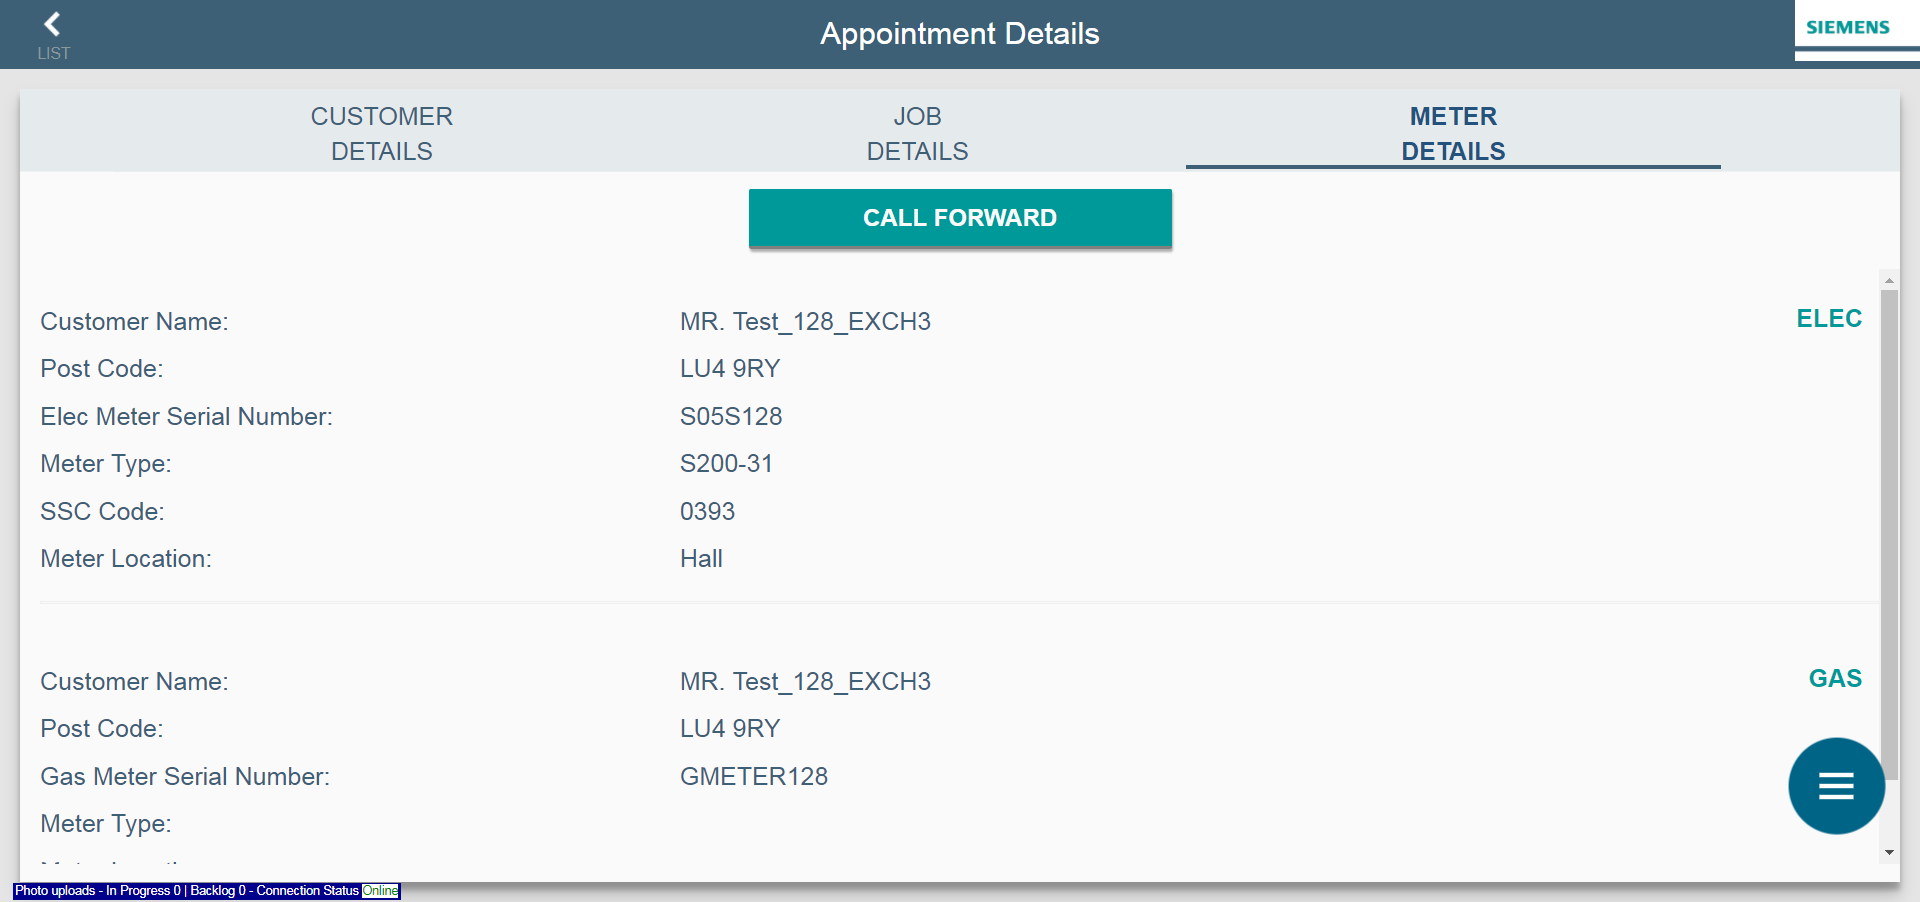 LIST
Appointment Details
SIEMENS
CUSTOMER
DETAILS
JOB
DETAILS
METER
DETAILS
CALL FORWARD
ELEC
Customer Name: MR. Test_128_EXCH3
Post Code: LU4 9RY
Elec Meter Serial Number: S05S128
Meter Type: S200-31
SSC Code: 0393
Meter Location: Hall
GAS
Customer Name: MR. Test_128_EXCH3
Post Code: LU4 9RY
Gas Meter Serial Number: GMETER128
Meter Type:
Photo uploads - In Progress 0 | Backlog 0 - Connection Status Online